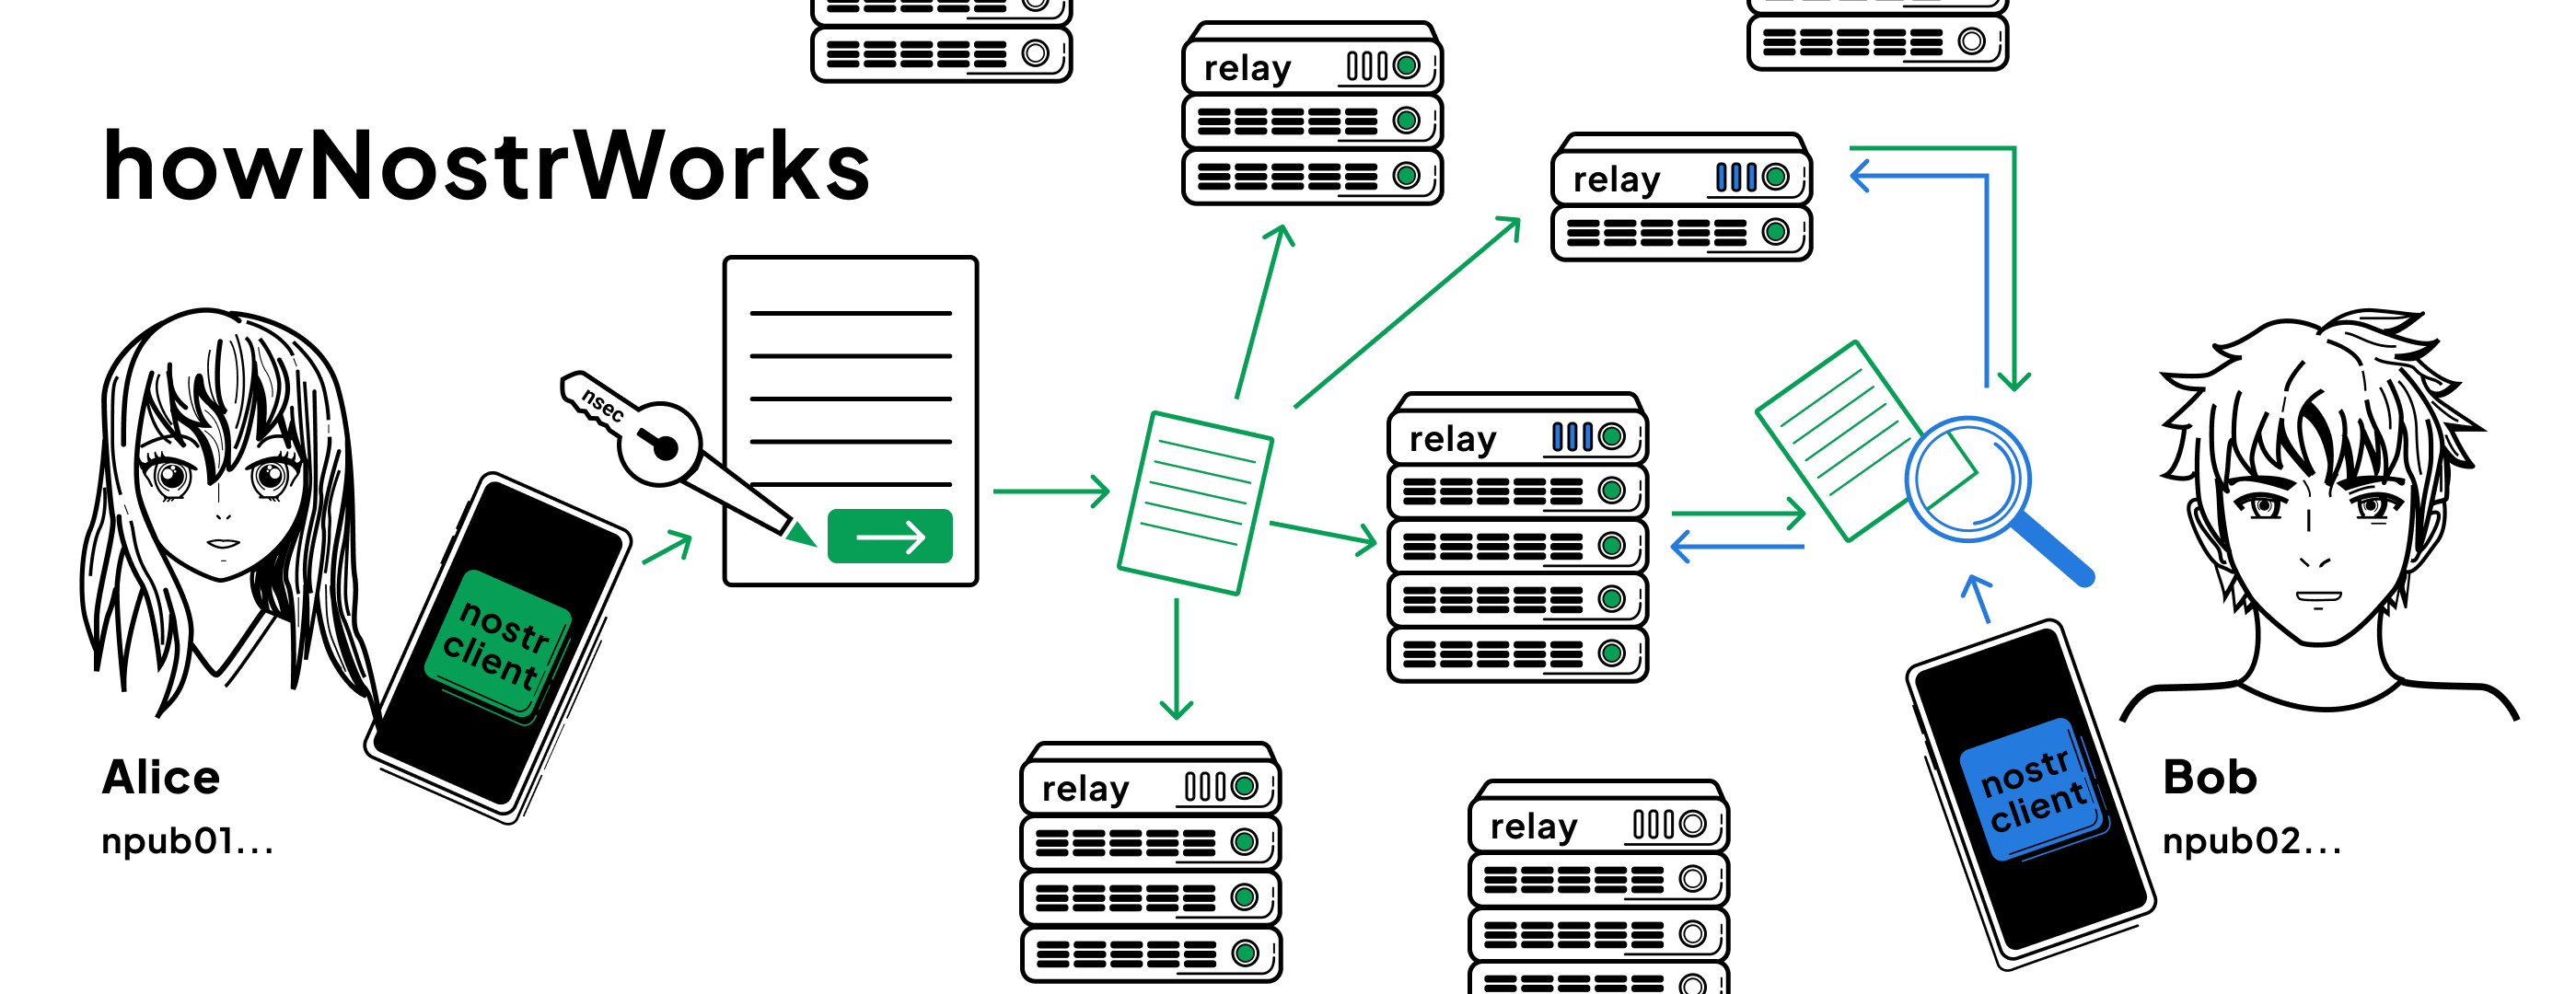 howNostrWorks
relay
relay
nsec
relay
nostr
client
Alice
npub01...
relay
relay
nostr
client
Bob
npub02...